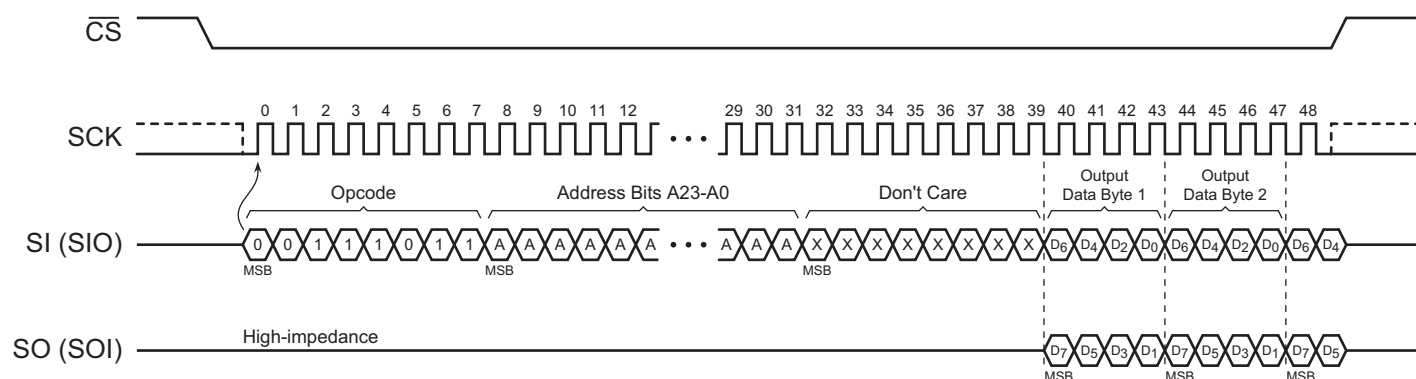 CS
0 1 2 3 4 5 6 7 8 9 10 11 12 29 30 31 32 33 34 35 36 37 38 39 40 41 42 43 44 45 46 47 48
SCK
Opcode Address Bits A23-A0 Don't Care Output Data Byte 1 Output Data Byte 2
SI (SIO) 0 0 1 1 1 0 1 1 A A A A A A A A A X X X X X X X X D6 D4 D2 D0 D6 D4 D2 D0 D6 D4
MSB MSB MSB
High-impedance
SO (SOI) D7 D5 D3 D1 D7 D5 D3 D1 D7 D5
MSB MSB MSB